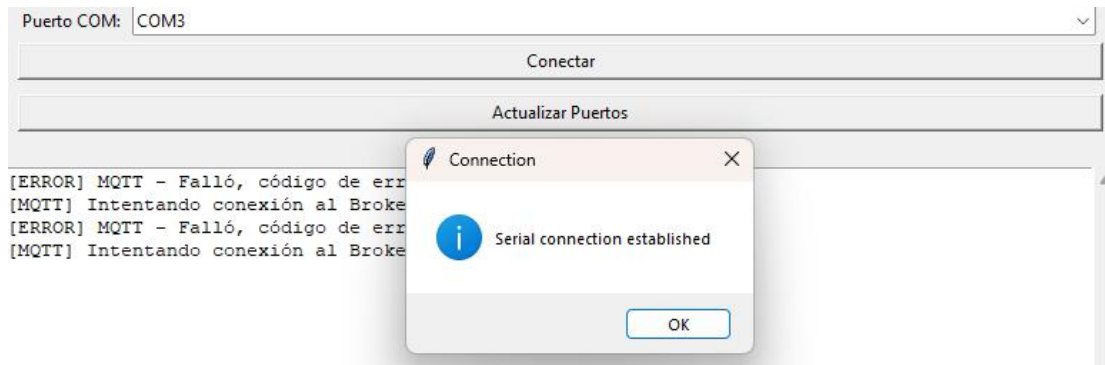 Puerto COM: COM3
Conectar
Actualizar Puertos
Connection
[ERROR] MQTT - Falló, código de err
[MQTT] Intentando conexión al Broke
[ERROR] MQTT - Falló, código de err
[MQTT] Intentando conexión al Broke
Serial connection established
OK